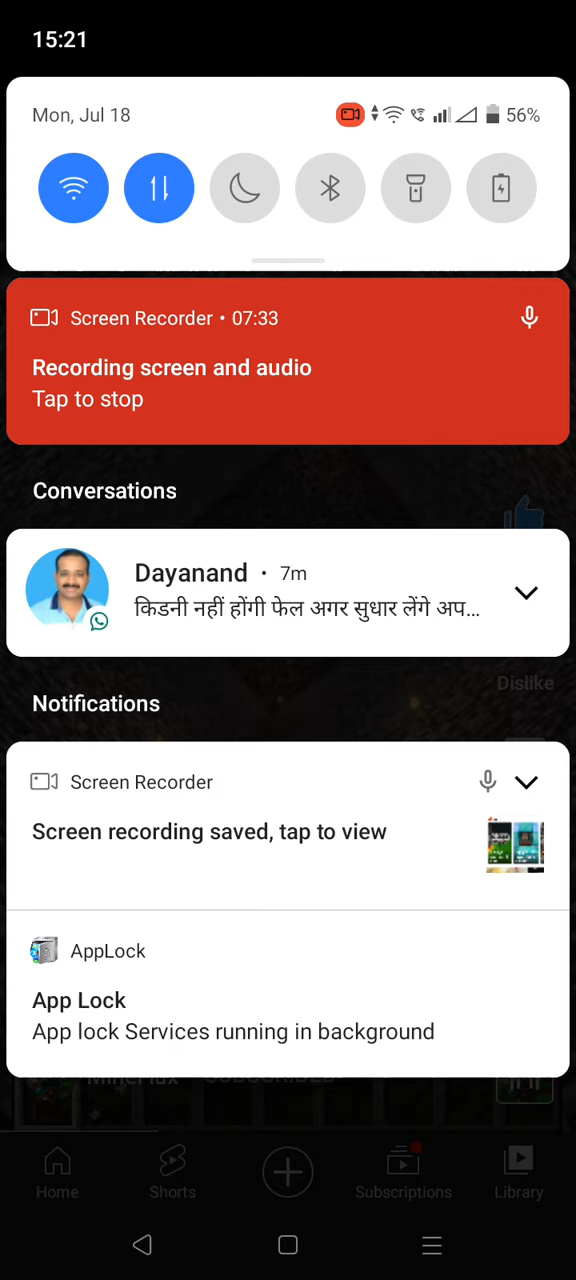 15:21
Mon, Jul 18
56%
Screen Recorder • 07:33
Recording screen and audio
Tap to stop
Conversations
Dayanand • 7m
किडनी नहीं होंगी फेल अगर सुधार लेंगे अप...
Dislike
Notifications
Screen Recorder
Screen recording saved, tap to view
AppLock
App Lock
App lock Services running in background
SUBSCRIBED
Home
Shorts
Subscriptions
Library